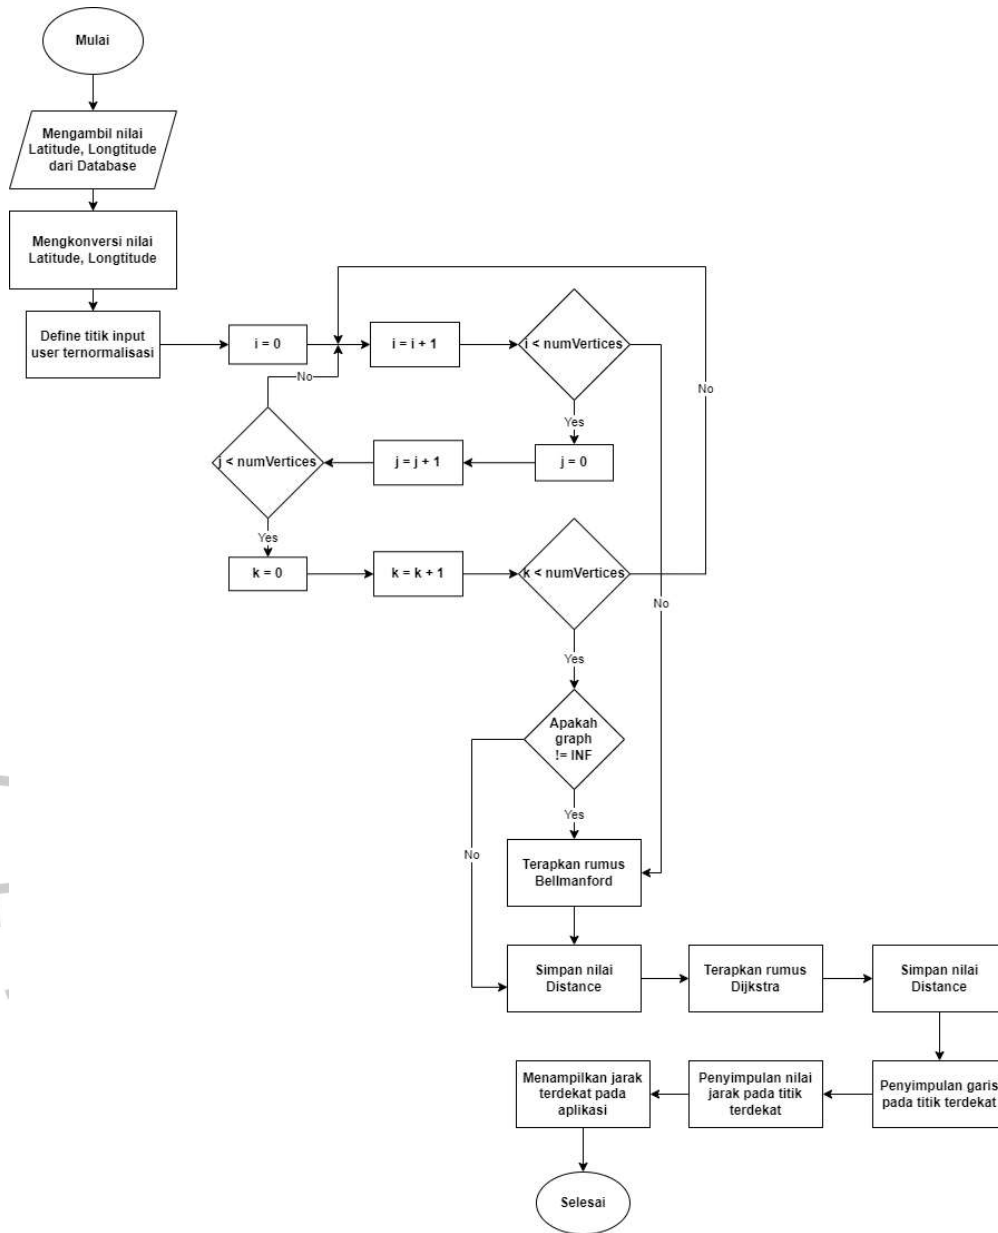 Mulai
Mengambil nilai
Latitude, Longtitude
dari Database
Mengkonversi nilai
Latitude, Longtitude
Define titik input
user ternormalisasi
i = 0
i = i + 1
i < numVertices
No
No
Yes
j < numVertices
j = j + 1
j = 0
Yes
k = 0
k = k + 1
k < numVertices
No
Yes
Apakah
graph
!= INF
Yes
No
Terapkan rumus
Bellmanford
Simpan nilai
Distance
Terapkan rumus
Dijkstra
Simpan nilai
Distance
Menampilkan jarak
terdekat pada
aplikasi
Penyimpulan nilai
jarak pada titik
terdekat
Penyimpulan garis
pada titik terdekat
Selesai